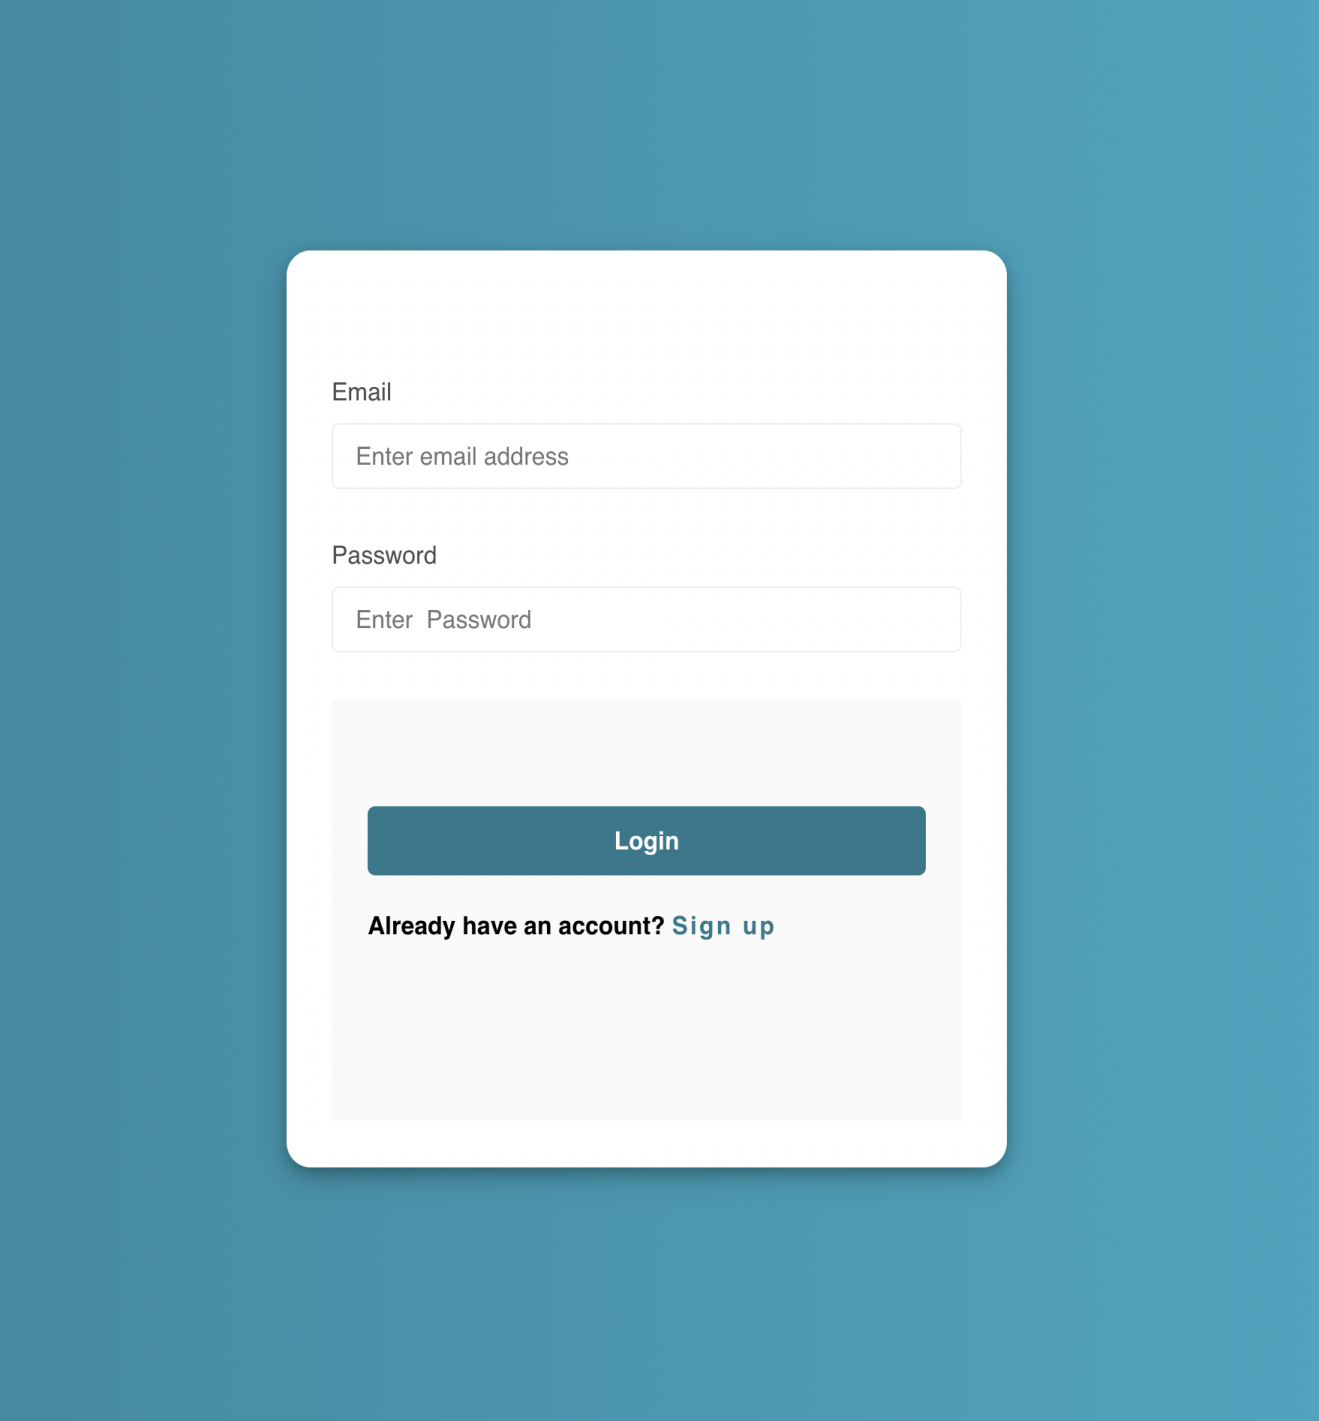 Email
Enter email address
Password
Enter  Password
Login
Already have an account? Sign up